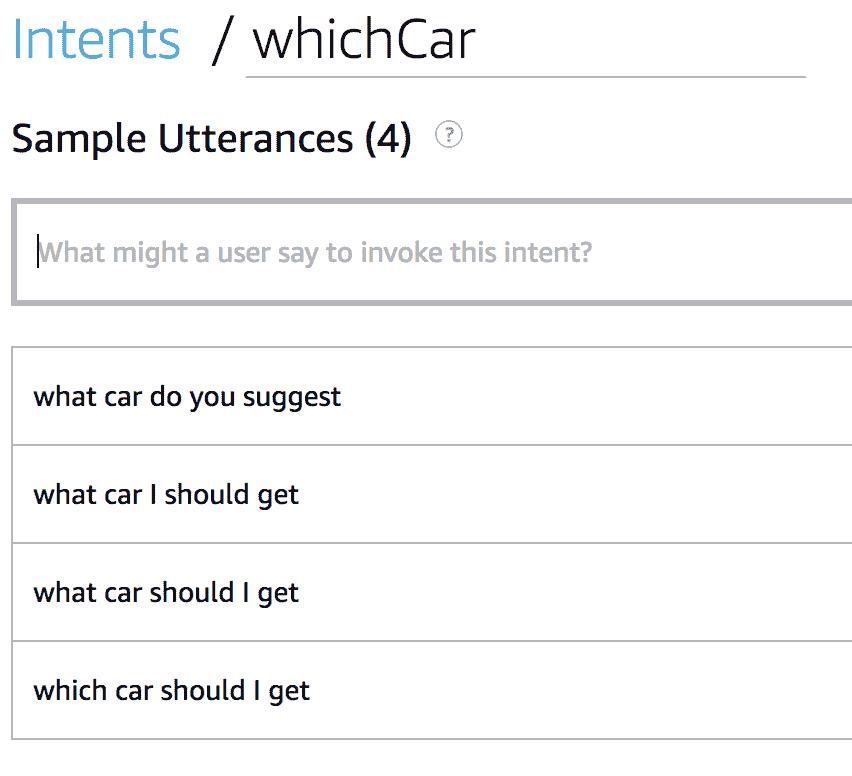 Intents / whichCar
Sample Utterances (4) ?
What might a user say to invoke this intent?
what car do you suggest
what car I should get
what car should I get
which car should I get